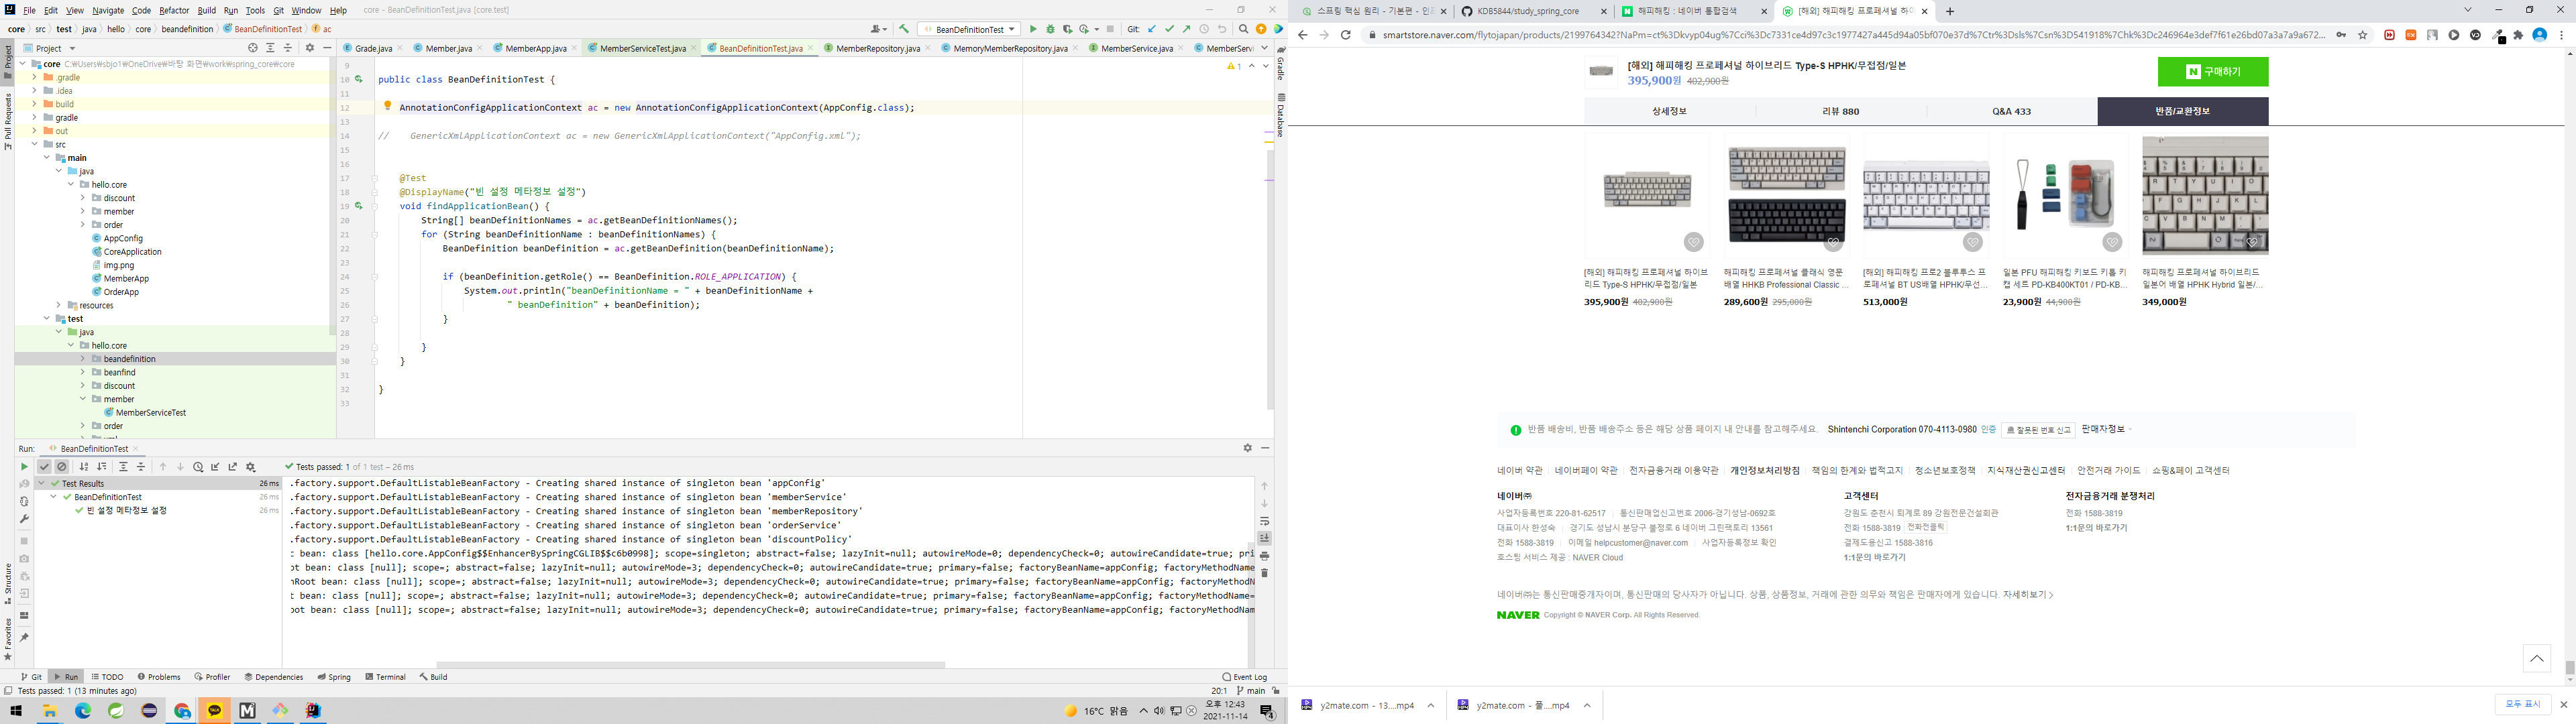 File Edit View Navigate Code Refactor Build Run Tools Git Window Help core - BeanDefinitionTest.java [core.test]
core src test java hello core beandefinition BeanDefinitionTest ac
BeanDefinitionTest Git:
Project
Grade.java Member.java MemberApp.java MemberServiceTest.java BeanDefinitionTest.java MemberRepository.java MemoryMemberRepository.java MemberService.java MemberServi
core C:₩Users₩sbjo1₩OneDrive₩바탕 화면₩work₩spring_core₩core
.gradle
.idea
build
gradle
out
src
main
java
hello.core
discount
member
order
AppConfig
CoreApplication
img.png
MemberApp
OrderApp
resources
test
java
hello.core
beandefinition
beanfind
discount
member
MemberServiceTest
order
Project
Pull Requests
Structure
Favorites
Gradle
Database
1
9
10 public class BeanDefinitionTest {
11
12 AnnotationConfigApplicationContext ac = new AnnotationConfigApplicationContext(AppConfig.class);
13
14 // GenericXmlApplicationContext ac = new GenericXmlApplicationContext("AppConfig.xml");
15
16
17 @Test
18 @DisplayName("빈 설정 메타정보 설정")
19 void findApplicationBean() {
20 String[] beanDefinitionNames = ac.getBeanDefinitionNames();
21 for (String beanDefinitionName : beanDefinitionNames) {
22 BeanDefinition beanDefinition = ac.getBeanDefinition(beanDefinitionName);
23
24 if (beanDefinition.getRole() == BeanDefinition.ROLE_APPLICATION) {
25 System.out.println("beanDefinitionName = " + beanDefinitionName +
26 " beanDefinition" + beanDefinition);
27 }
28
29 }
30 }
31
32 }
33
Run: BeanDefinitionTest
Tests passed: 1 of 1 test – 26 ms
Test Results 26 ms
BeanDefinitionTest 26 ms
빈 설정 메타정보 설정 26 ms
.factory.support.DefaultListableBeanFactory - Creating shared instance of singleton bean 'appConfig'
.factory.support.DefaultListableBeanFactory - Creating shared instance of singleton bean 'memberService'
.factory.support.DefaultListableBeanFactory - Creating shared instance of singleton bean 'memberRepository'
.factory.support.DefaultListableBeanFactory - Creating shared instance of singleton bean 'orderService'
.factory.support.DefaultListableBeanFactory - Creating shared instance of singleton bean 'discountPolicy'
t bean: class [hello.core.AppConfig$$EnhancerBySpringCGLIB$$c6b0998]; scope=singleton; abstract=false; lazyInit=null; autowireMode=0; dependencyCheck=0; autowireCandidate=true; pri
ot bean: class [null]; scope=; abstract=false; lazyInit=null; autowireMode=3; dependencyCheck=0; autowireCandidate=true; primary=false; factoryBeanName=appConfig; factoryMethodName
nRoot bean: class [null]; scope=; abstract=false; lazyInit=null; autowireMode=3; dependencyCheck=0; autowireCandidate=true; primary=false; factoryBeanName=appConfig; factoryMethodN
t bean: class [null]; scope=; abstract=false; lazyInit=null; autowireMode=3; dependencyCheck=0; autowireCandidate=true; primary=false; factoryBeanName=appConfig; factoryMethodName=
oot bean: class [null]; scope=; abstract=false; lazyInit=null; autowireMode=3; dependencyCheck=0; autowireCandidate=true; primary=false; factoryBeanName=appConfig; factoryMethodNam
Git Run TODO Problems Profiler Dependencies Spring Terminal Build Event Log
Tests passed: 1 (13 minutes ago) 20:1 main
TALK
16°C 맑음
오후 12:43
2021-11-14
4
스프링 핵심 원리 - 기본편 - 인프 KDB5844/study_spring_core 해피해킹 : 네이버 통합검색 [해외] 해피해킹 프로페셔널 하이
smartstore.naver.com/flytojapan/products/2199764342?NaPm=ct%3Dkvyp04ug%7Cci%3Dc7331ce4d97c3c1977427a445d94a05bf070e37d%7Ctr%3Dsls%7Csn%3D541918%7Chk%3Dc246964e3def7f61e26bd07a3a7a9a672...
[해외] 해피해킹 프로페셔널 하이브리드 Type-S HPHK/무접점/일본
395,900원 402,900원
N 구매하기
상세정보 리뷰 880 Q&A 433 반품/교환정보
[해외] 해피해킹 프로페셔널 하이브
리드 Type-S HPHK/무접점/일본
395,900원 402,900원
해피해킹 프로페셔널 클래식 영문
배열 HHKB Professional Classic ...
289,600원 295,000원
[해외] 해피해킹 프로2 블루투스 프
로페셔널 BT US배열 HPHK/무선...
513,000원
일본 PFU 해피해킹 키보드 키톱 키
캡 세트 PD-KB400KT01 / PD-KB...
23,900원 44,900원
해피해킹 프로페셔널 하이브리드
일본어 배열 HPHK Hybrid 일본/...
349,000원
반품 배송비, 반품 배송주소 등은 해당 상품 페이지 내 안내를 참고해주세요. Shintenchi Corporation 070-4113-0980 인증 잘못된 번호 신고 판매자정보
네이버 약관 네이버페이 약관 전자금융거래 이용약관 개인정보처리방침 책임의 한계와 법적고지 청소년보호정책 지식재산권신고센터 안전거래 가이드 쇼핑&페이 고객센터
네이버㈜
사업자등록번호 220-81-62517 통신판매업신고번호 2006-경기성남-0692호
대표이사 한성숙 경기도 성남시 분당구 불정로 6 네이버 그린팩토리 13561
전화 1588-3819 이메일 helpcustomer@naver.com 사업자등록정보 확인
호스팅 서비스 제공 : NAVER Cloud
고객센터
강원도 춘천시 퇴계로 89 강원전문건설회관
전화 1588-3819 전화전클릭
결제도용신고 1588-3816
1:1문의 바로가기
전자금융거래 분쟁처리
전화 1588-3819
1:1문의 바로가기
네이버㈜는 통신판매중개자이며, 통신판매의 당사자가 아닙니다. 상품, 상품정보, 거래에 관한 의무와 책임은 판매자에게 있습니다. 자세히보기
NAVER Copyright © NAVER Corp. All Rights Reserved.
y2mate.com - 13....mp4 y2mate.com - 풀....mp4 모두 표시